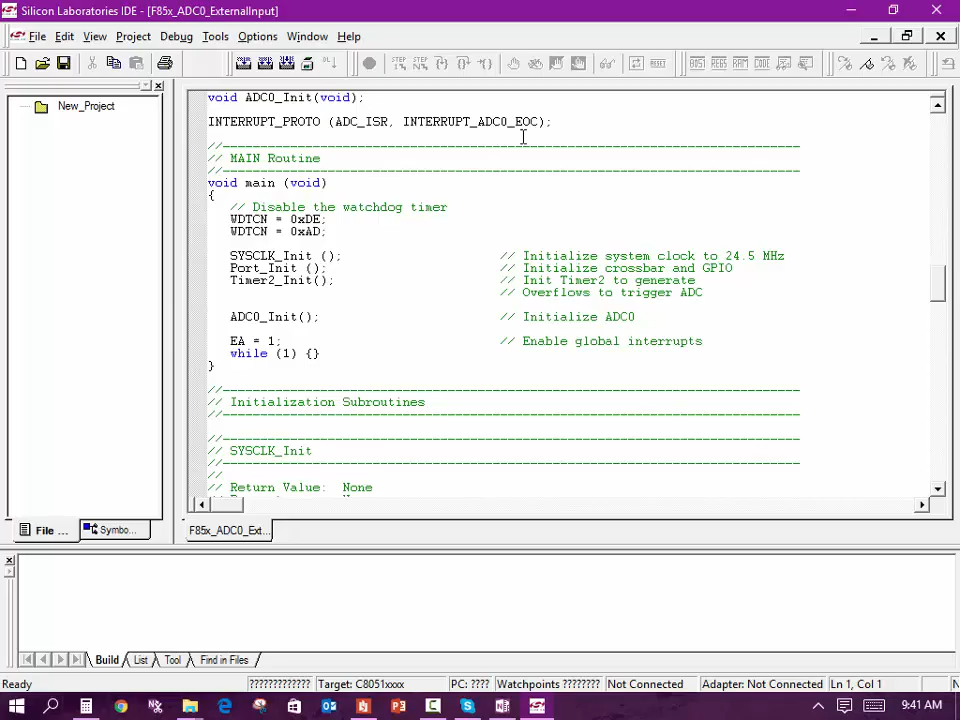 Silicon Laboratories IDE - [F85x_ADC0_ExternalInput]
File Edit View Project Debug Tools Options Window Help
New_Project
void ADC0_Init(void);
INTERRUPT_PROTO (ADC_ISR, INTERRUPT_ADC0_EOC);
//-----------------------------------------------------------------------------
// MAIN Routine
//-----------------------------------------------------------------------------
void main (void)
{
// Disable the watchdog timer
WDTCN = 0xDE;
WDTCN = 0xAD;
SYSCLK_Init (); // Initialize system clock to 24.5 MHz
Port_Init (); // Initialize crossbar and GPIO
Timer2_Init(); // Init Timer2 to generate
// Overflows to trigger ADC
ADC0_Init(); // Initialize ADC0
EA = 1; // Enable global interrupts
while (1) {}
}
//-----------------------------------------------------------------------------
// Initialization Subroutines
//-----------------------------------------------------------------------------
//-----------------------------------------------------------------------------
// SYSCLK_Init
//-----------------------------------------------------------------------------
//
// Return Value: None
File ... Symbo... F85x_ADC0_Ext...
Build List Tool Find in Files
Ready ????????????? Target: C8051xxxx PC: ???? Watchpoints ???????? Not Connected Adapter: Not Connected Ln 1, Col 1
9:41 AM